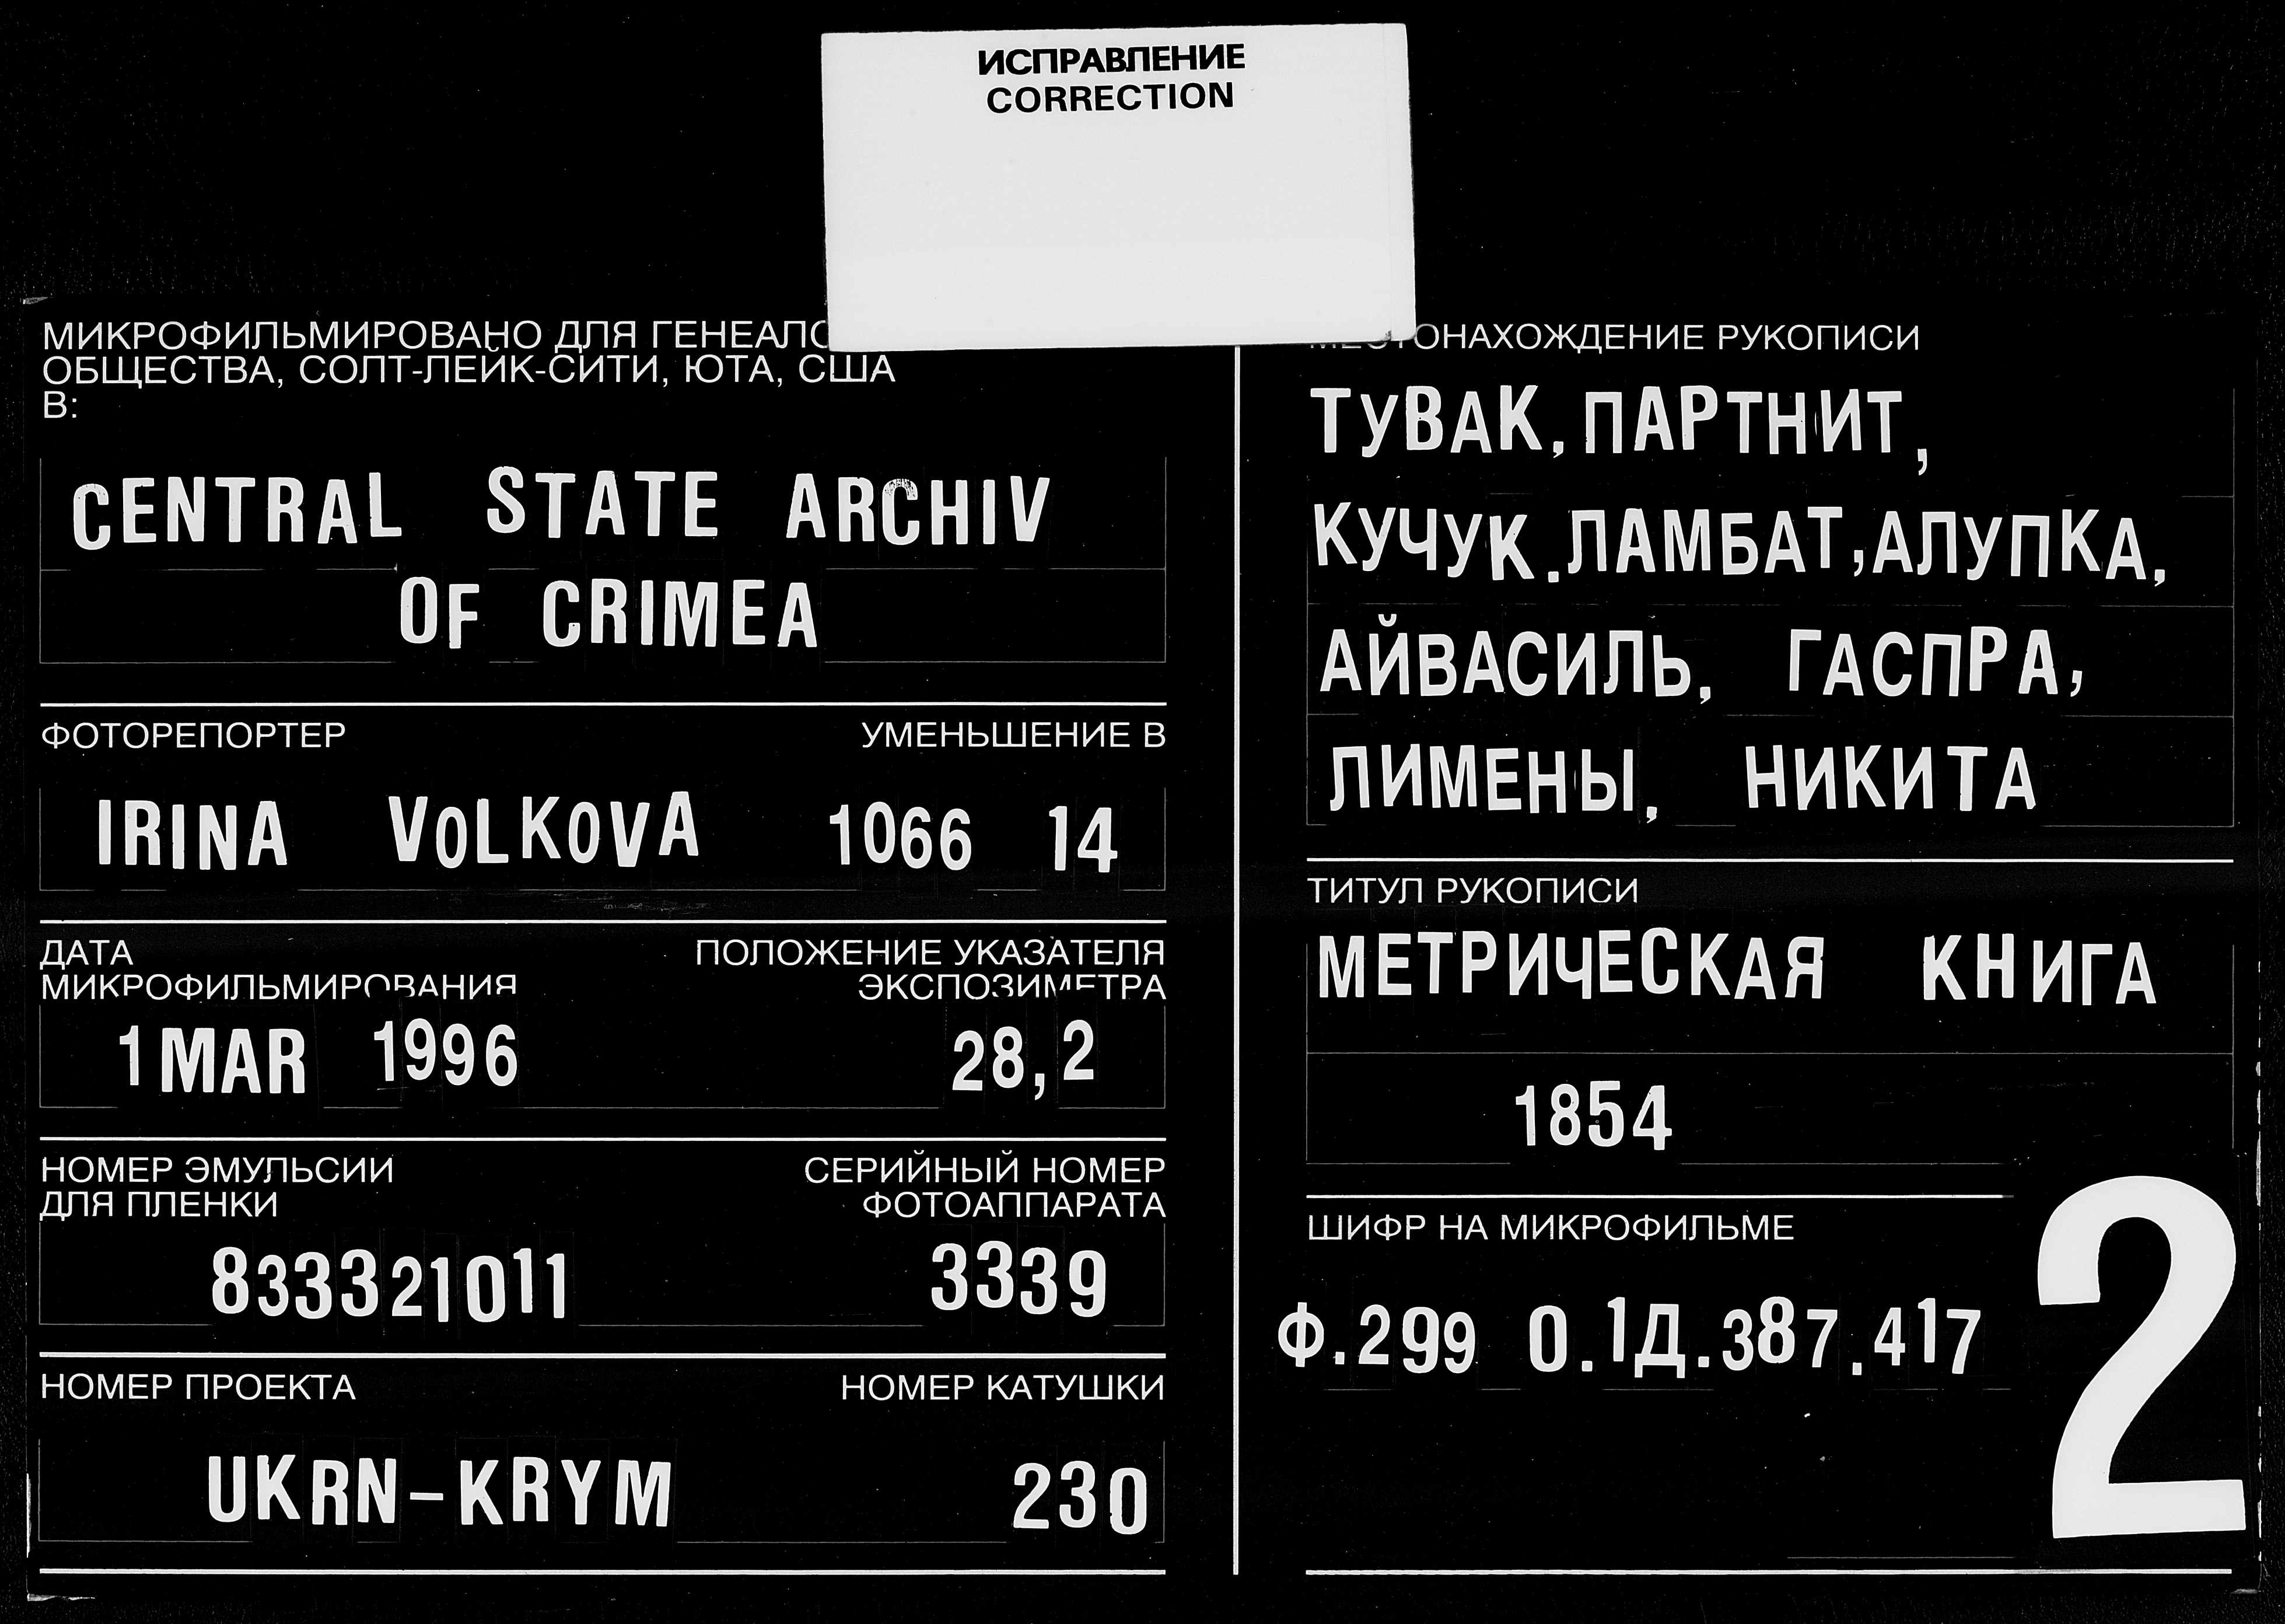 ИСПРАВЛЕНИЕ
CORRECTION
МИКРОФИЛЬМИРОВАНО ДЛЯ
ОБЩЕСТВА, СОЛТ-ЛЕЙК-СИТИ, ЮТА, США
В:
CENTRAL STATE ARCHIV
OF CRIMEA
ФОТОРЕПОРТЕР УМЕНЬШЕНИЕ В
IRINA VOLKOVA 1066 14
ДАТА ПОЛОЖЕНИЕ УКАЗАТЕЛЯ
МИКРОФИЛЬМИРОВАНИЯ ЭКСПОЗИМЕТРА
1 MAR 1996 28,2
НОМЕР ЭМУЛЬСИИ СЕРИЙНЫЙ НОМЕР
ДЛЯ ПЛЕНКИ ФОТОАППАРАТА
833321011 3339
НОМЕР ПРОЕКТА НОМЕР КАТУШКИ
UKRN-KRYM 230
МЕСТОНАХОЖДЕНИЕ РУКОПИСИ
ТУВАК, ПАРТНИТ,
КУЧУК.ЛАМБАТ,АЛУПКА,
АЙВАСИЛЬ, ГАСПРА,
ЛИМЕНЫ, НИКИТА
ТИТУЛ РУКОПИСИ
МЕТРИЧЕСКАЯ КНИГА
1854
ШИФР НА МИКРОФИЛЬМЕ
Ф.299 О.1Д.387.417
2